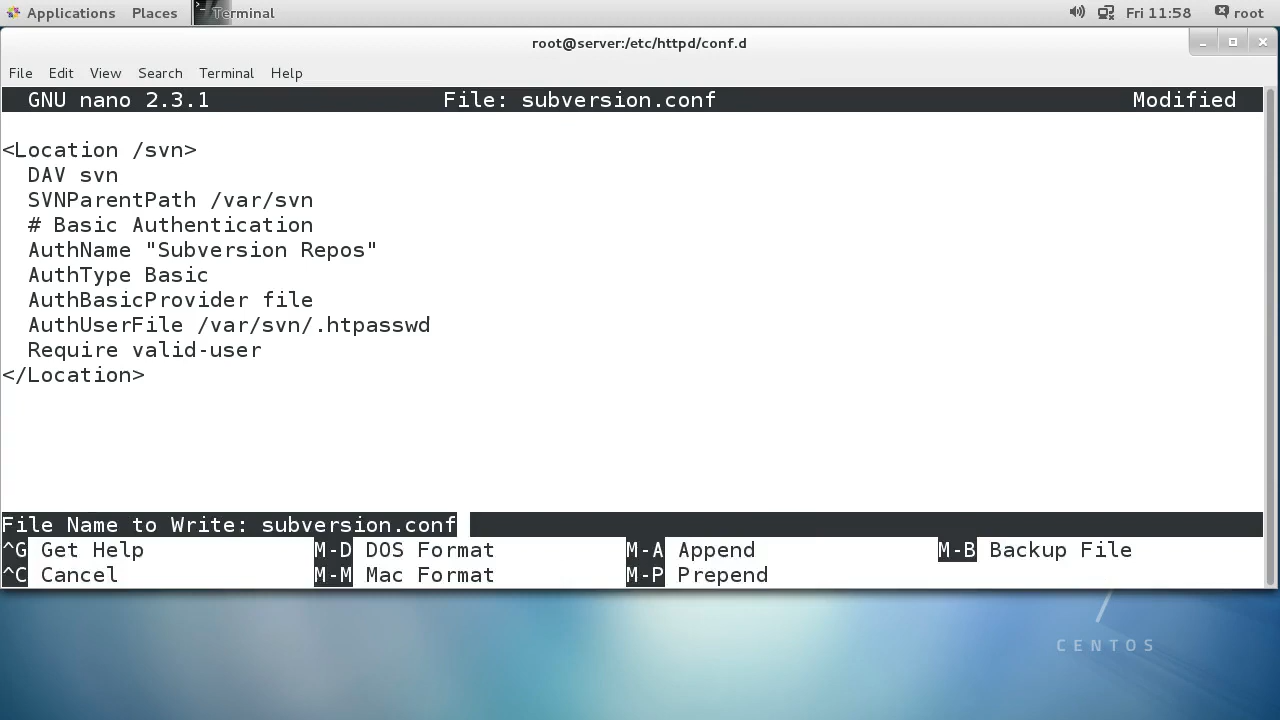 Applications Places Terminal Fri 11:58 root
root@server:/etc/httpd/conf.d
File Edit View Search Terminal Help
GNU nano 2.3.1 File: subversion.conf Modified
<Location /svn>
DAV svn
SVNParentPath /var/svn
# Basic Authentication
AuthName "Subversion Repos"
AuthType Basic
AuthBasicProvider file
AuthUserFile /var/svn/.htpasswd
Require valid-user
</Location>
File Name to Write: subversion.conf
^G Get Help M-D DOS Format M-A Append M-B Backup File
^C Cancel M-M Mac Format M-P Prepend
7
CENTOS